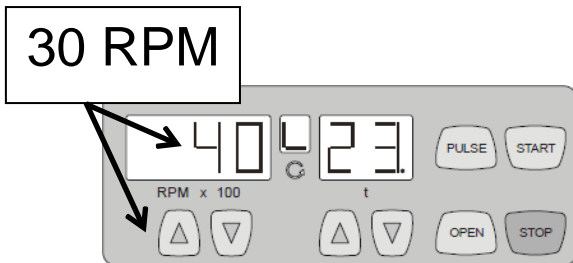 30 RPM
40 L 23.
PULSE START
RPM x 100 t
OPEN STOP